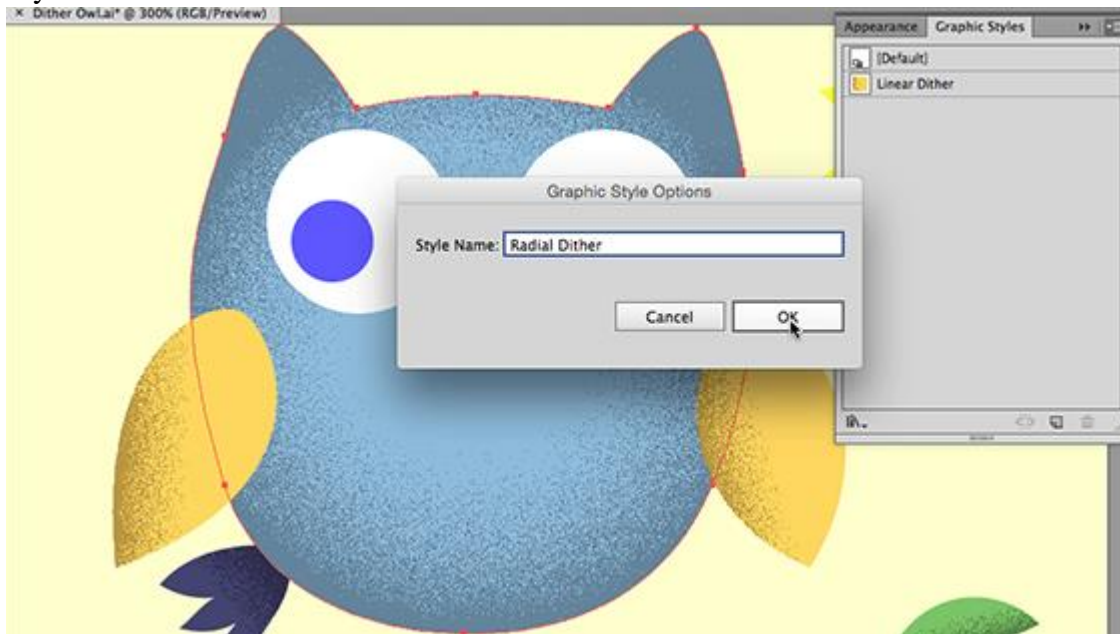 × Dither Owl.ai* @ 300% (RGB/Preview)
Appearance Graphic Styles
[Default]
Linear Dither
Graphic Style Options
Style Name: Radial Dither
Cancel OK